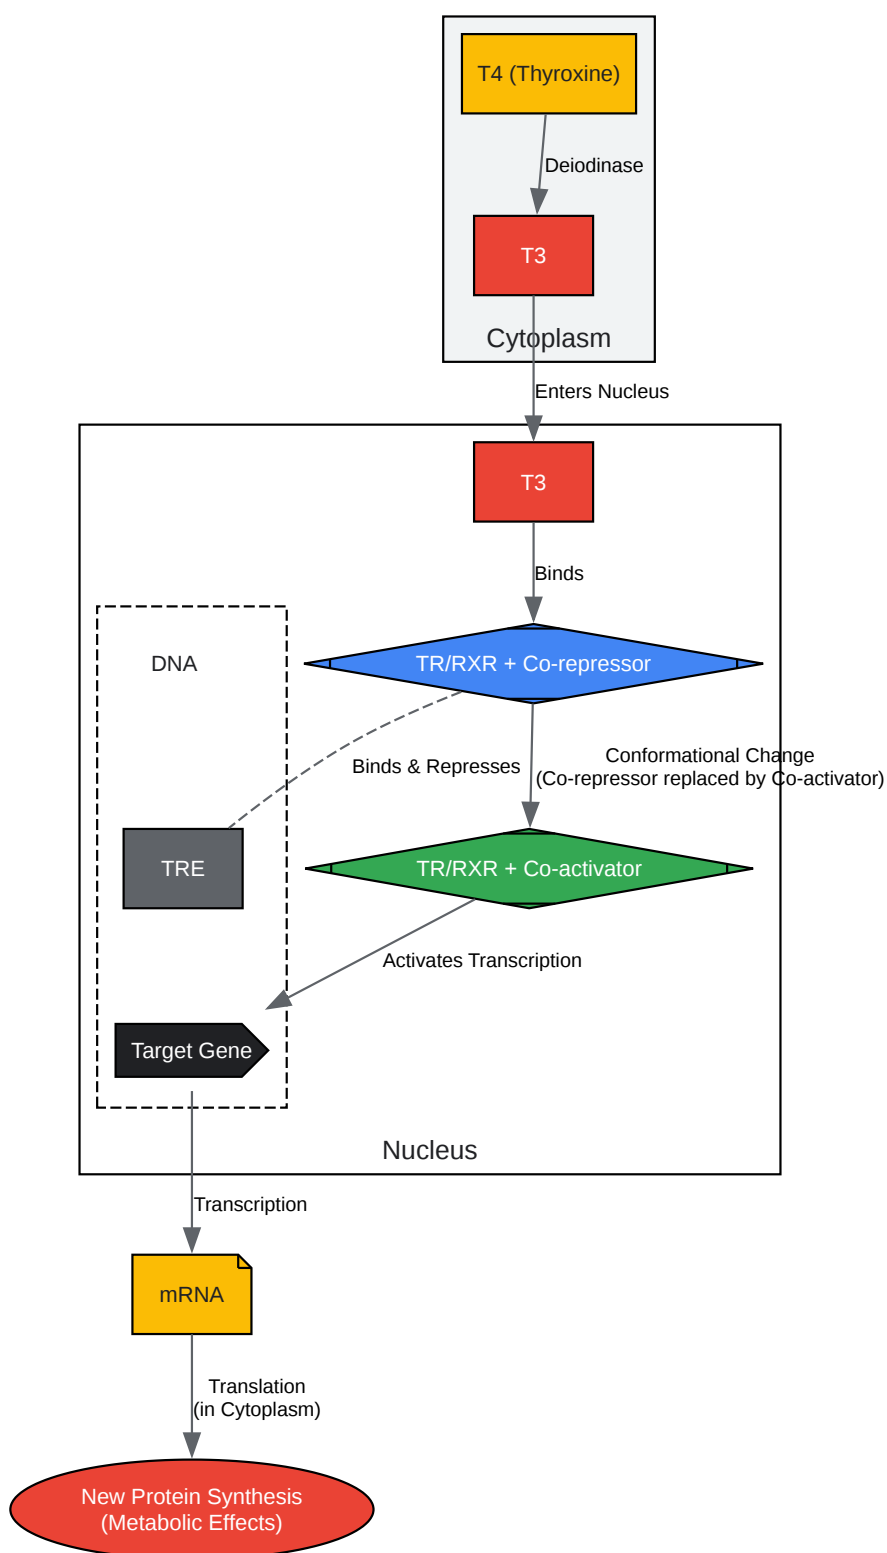 T4 (Thyroxine)
Deiodinase
T3
Cytoplasm
Enters Nucleus
T3
Binds
DNA
TR/RXR + Co-repressor
Binds & Represses
Conformational Change
(Co-repressor replaced by Co-activator)
TRE
TR/RXR + Co-activator
Activates Transcription
Target Gene
Nucleus
Transcription
mRNA
Translation
(in Cytoplasm)
New Protein Synthesis
(Metabolic Effects)